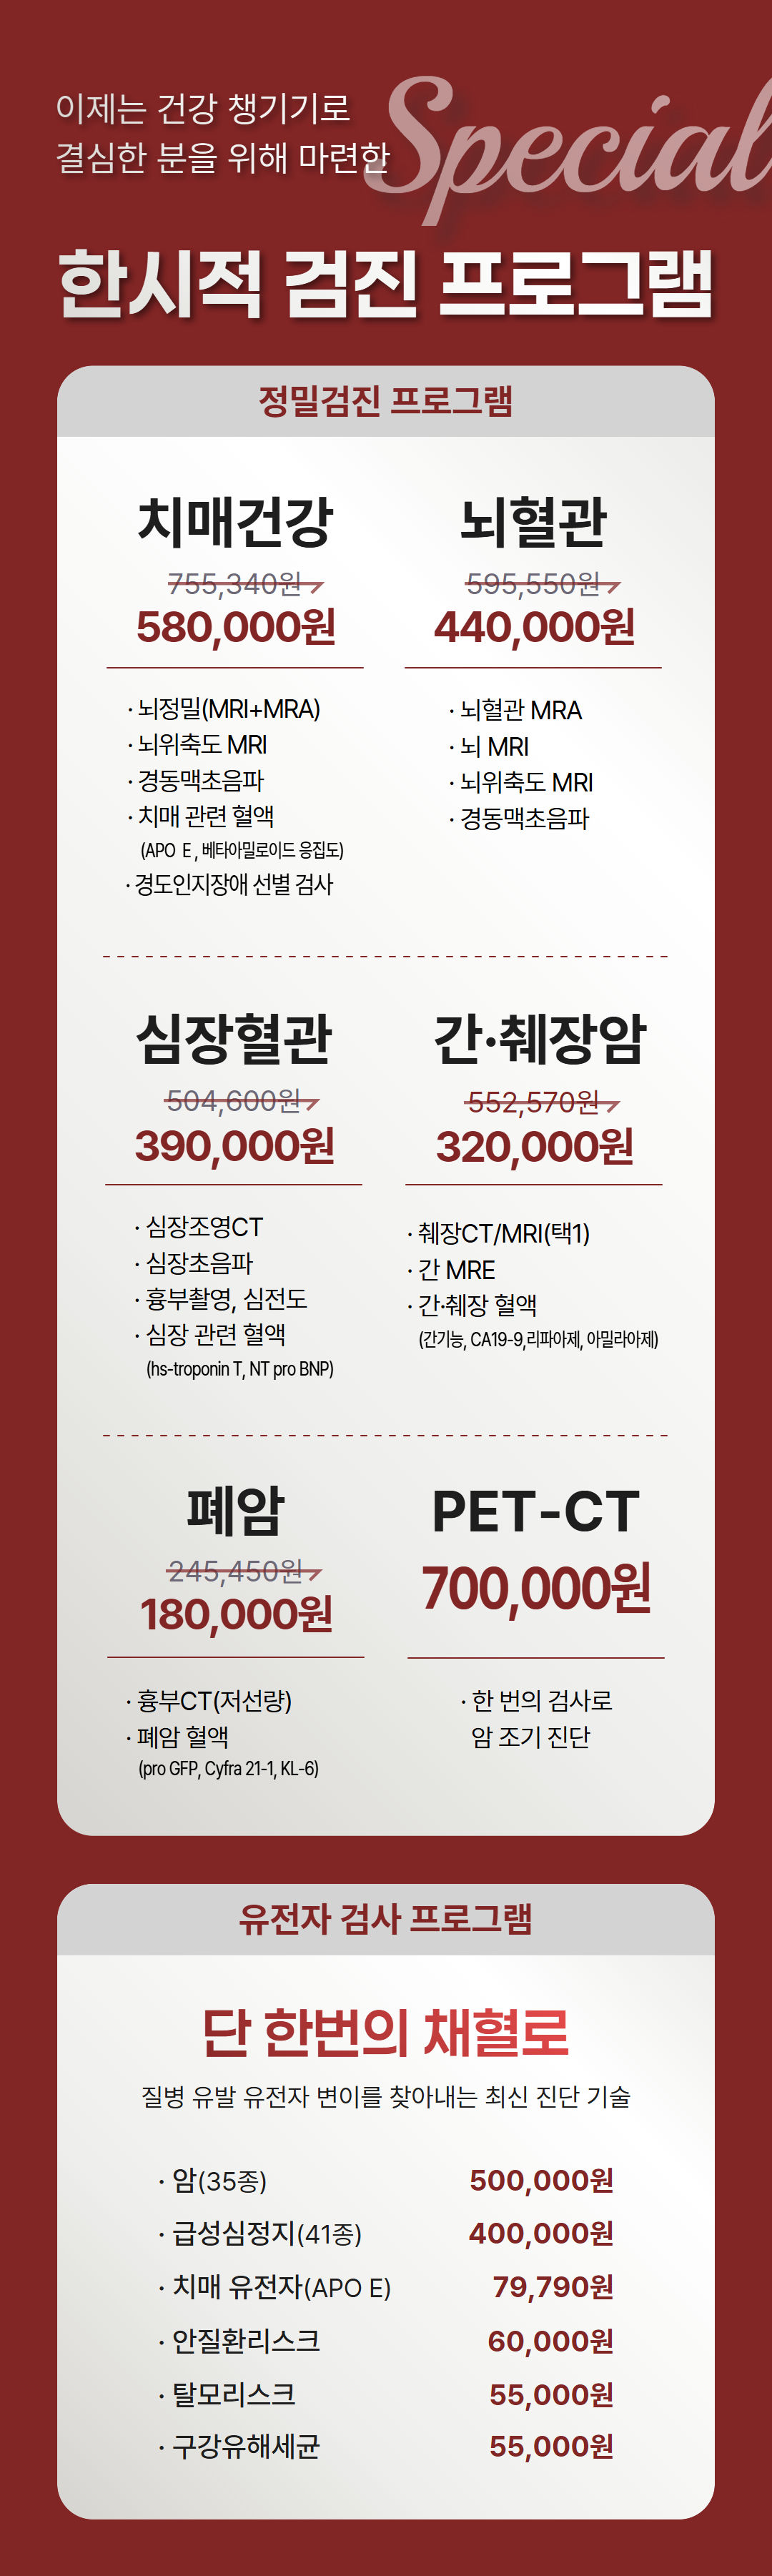 이제는 건강 챙기기로
결심한 분을 위해 마련한
Special
한시적 검진 프로그램
정밀검진 프로그램
치매건강
755,340원
580,000원
· 뇌정밀(MRI+MRA)
· 뇌위축도 MRI
· 경동맥초음파
· 치매 관련 혈액
(APO E , 베타아밀로이드 응집도)
· 경도인지장애 선별 검사
뇌혈관
595,550원
440,000원
· 뇌혈관 MRA
· 뇌 MRI
· 뇌위축도 MRI
· 경동맥초음파
심장혈관
504,600원
390,000원
· 심장조영CT
· 심장초음파
· 흉부촬영, 심전도
· 심장 관련 혈액
(hs-troponin T, NT pro BNP)
간·췌장암
552,570원
320,000원
· 췌장CT/MRI(택1)
· 간 MRE
· 간·췌장 혈액
(간기능, CA19-9,리파아제, 아밀라아제)
폐암
245,450원
180,000원
· 흉부CT(저선량)
· 폐암 혈액
(pro GFP, Cyfra 21-1, KL-6)
PET-CT
700,000원
· 한 번의 검사로
암 조기 진단
유전자 검사 프로그램
단 한번의 채혈로
질병 유발 유전자 변이를 찾아내는 최신 진단 기술
· 암(35종) 500,000원
· 급성심정지(41종) 400,000원
· 치매 유전자(APO E) 79,790원
· 안질환리스크 60,000원
· 탈모리스크 55,000원
· 구강유해세균 55,000원